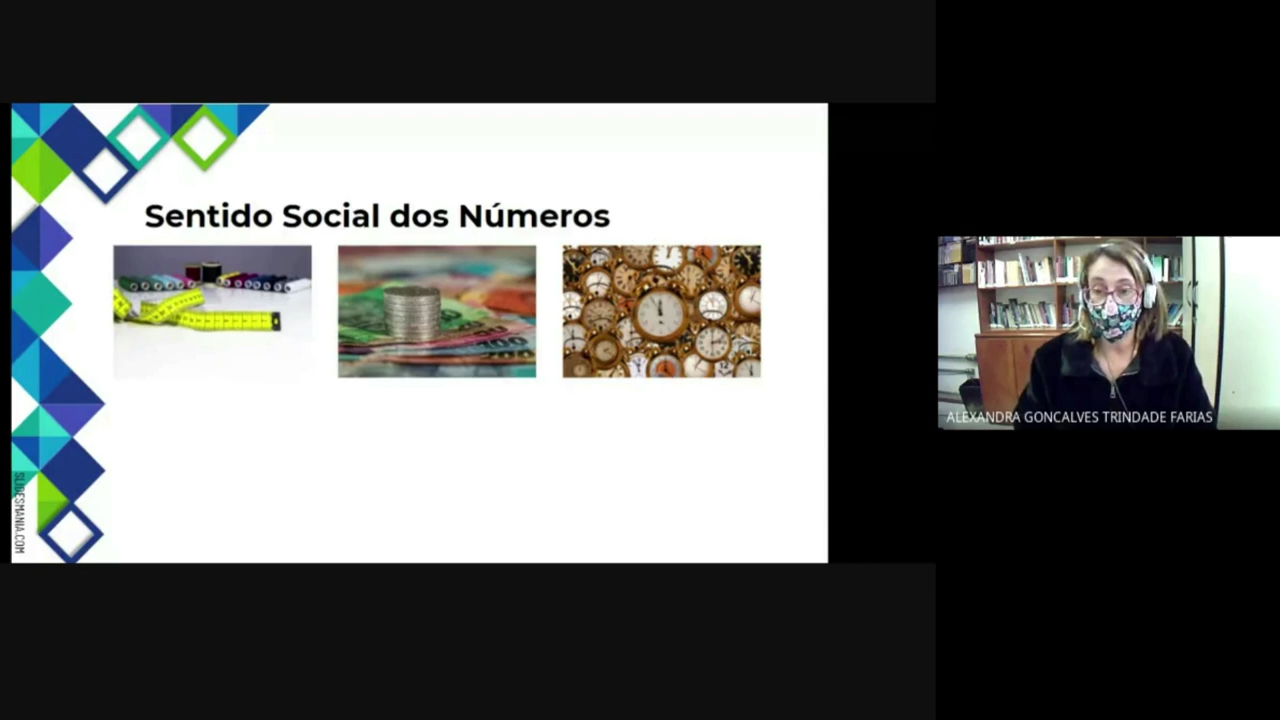 Sentido Social dos Números
SLIDESMANIA.COM
ALEXANDRA GONCALVES TRINDADE FARIAS